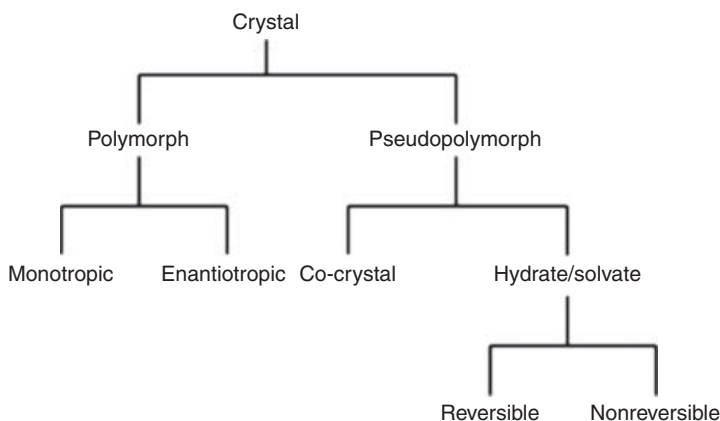 Crystal
Polymorph
Pseudopolymorph
Monotropic
Enantiotropic
Co-crystal
Hydrate/solvate
Reversible
Nonreversible